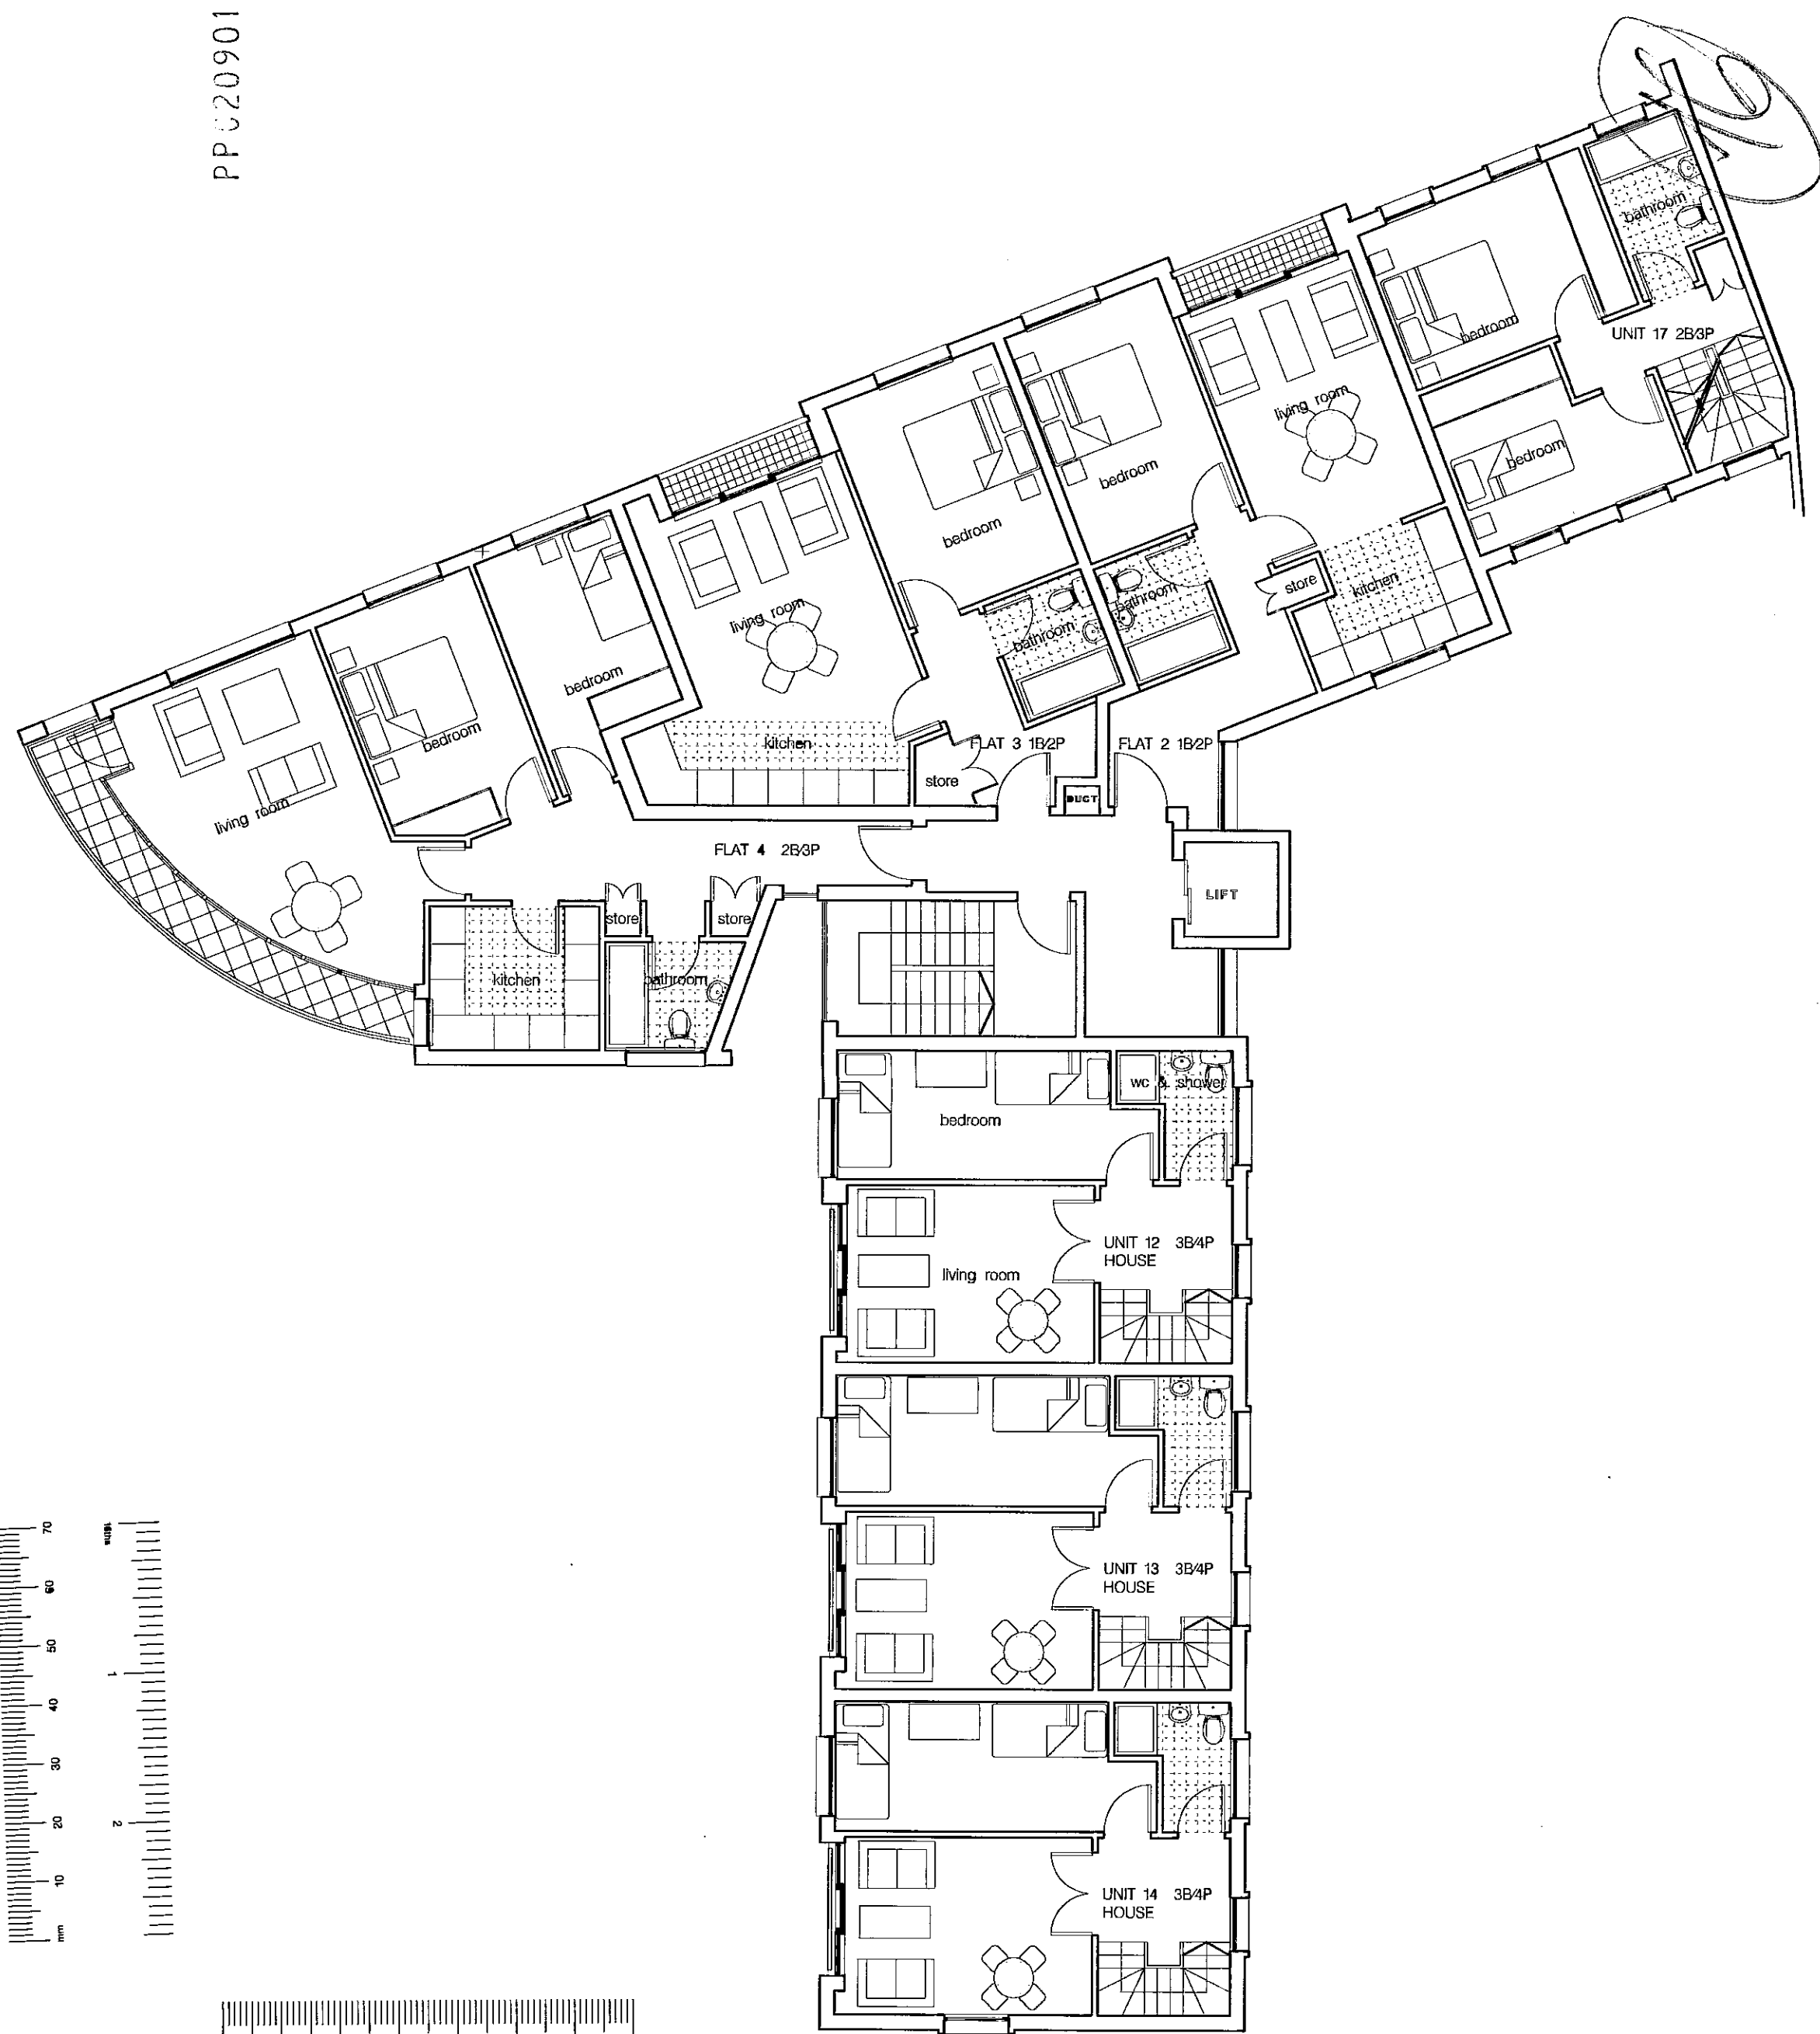 PPC20901
bathroom
bedroom
UNIT 17 2B/3P
bedroom
living room
bedroom
kitchen
store
bathroom
bedroom
bathroom
living room
bedroom
kitchen
FLAT 3 1B/2P
FLAT 2 1B/2P
store
DUCT
bedroom
living room
FLAT 4 2B/3P
LIFT
store
store
kitchen
bathroom
wc & shower
bedroom
UNIT 12 3B/4P
HOUSE
living room
UNIT 13 3B/4P
HOUSE
UNIT 14 3B/4P
HOUSE
70
60
50
40
30
20
10
mm
16ths
1
2